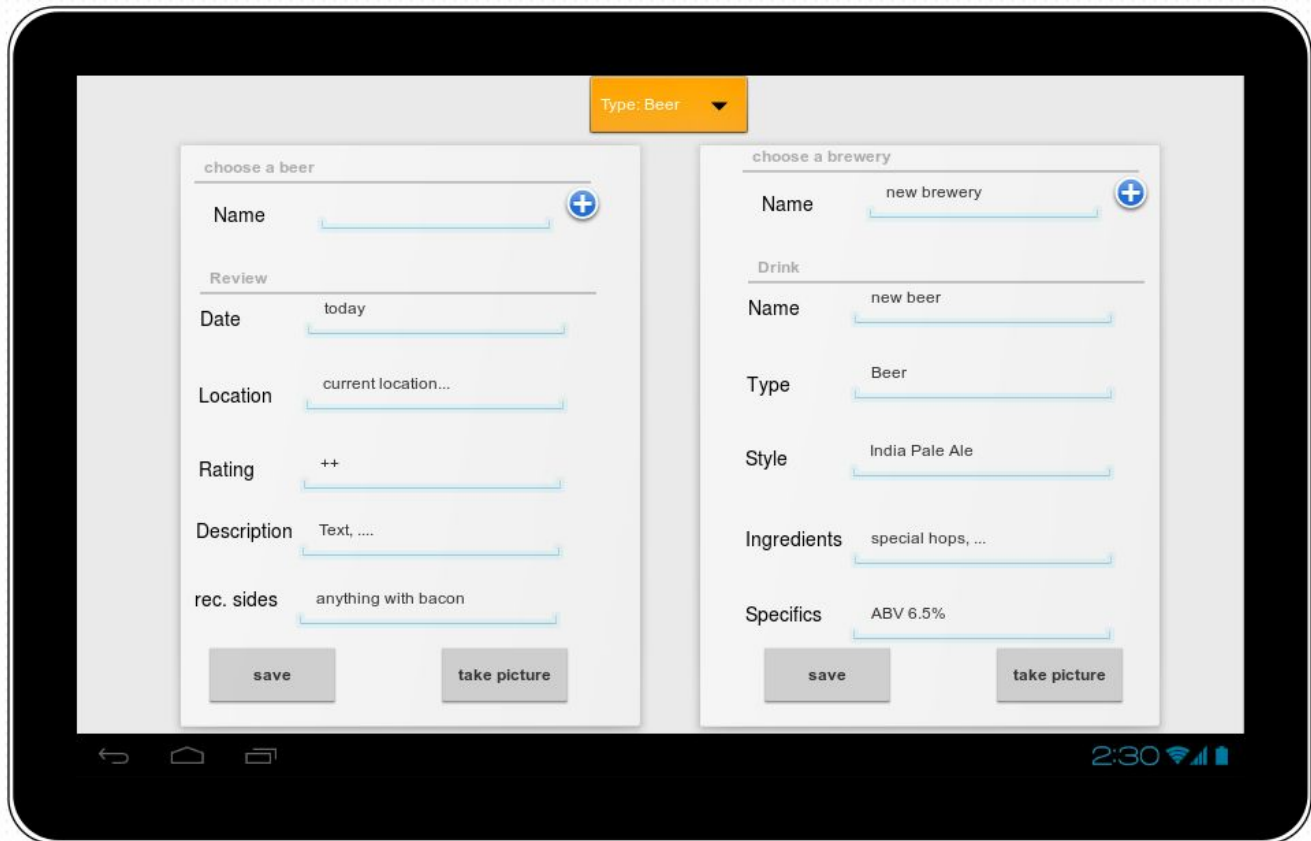 Type: Beer
choose a beer
Name
Review
Date today
Location current location...
Rating ++
Description Text, ....
rec. sides anything with bacon
save take picture
choose a brewery
Name new brewery
Drink
Name new beer
Type Beer
Style India Pale Ale
Ingredients special hops, ...
Specifics ABV 6.5%
save take picture
2:30